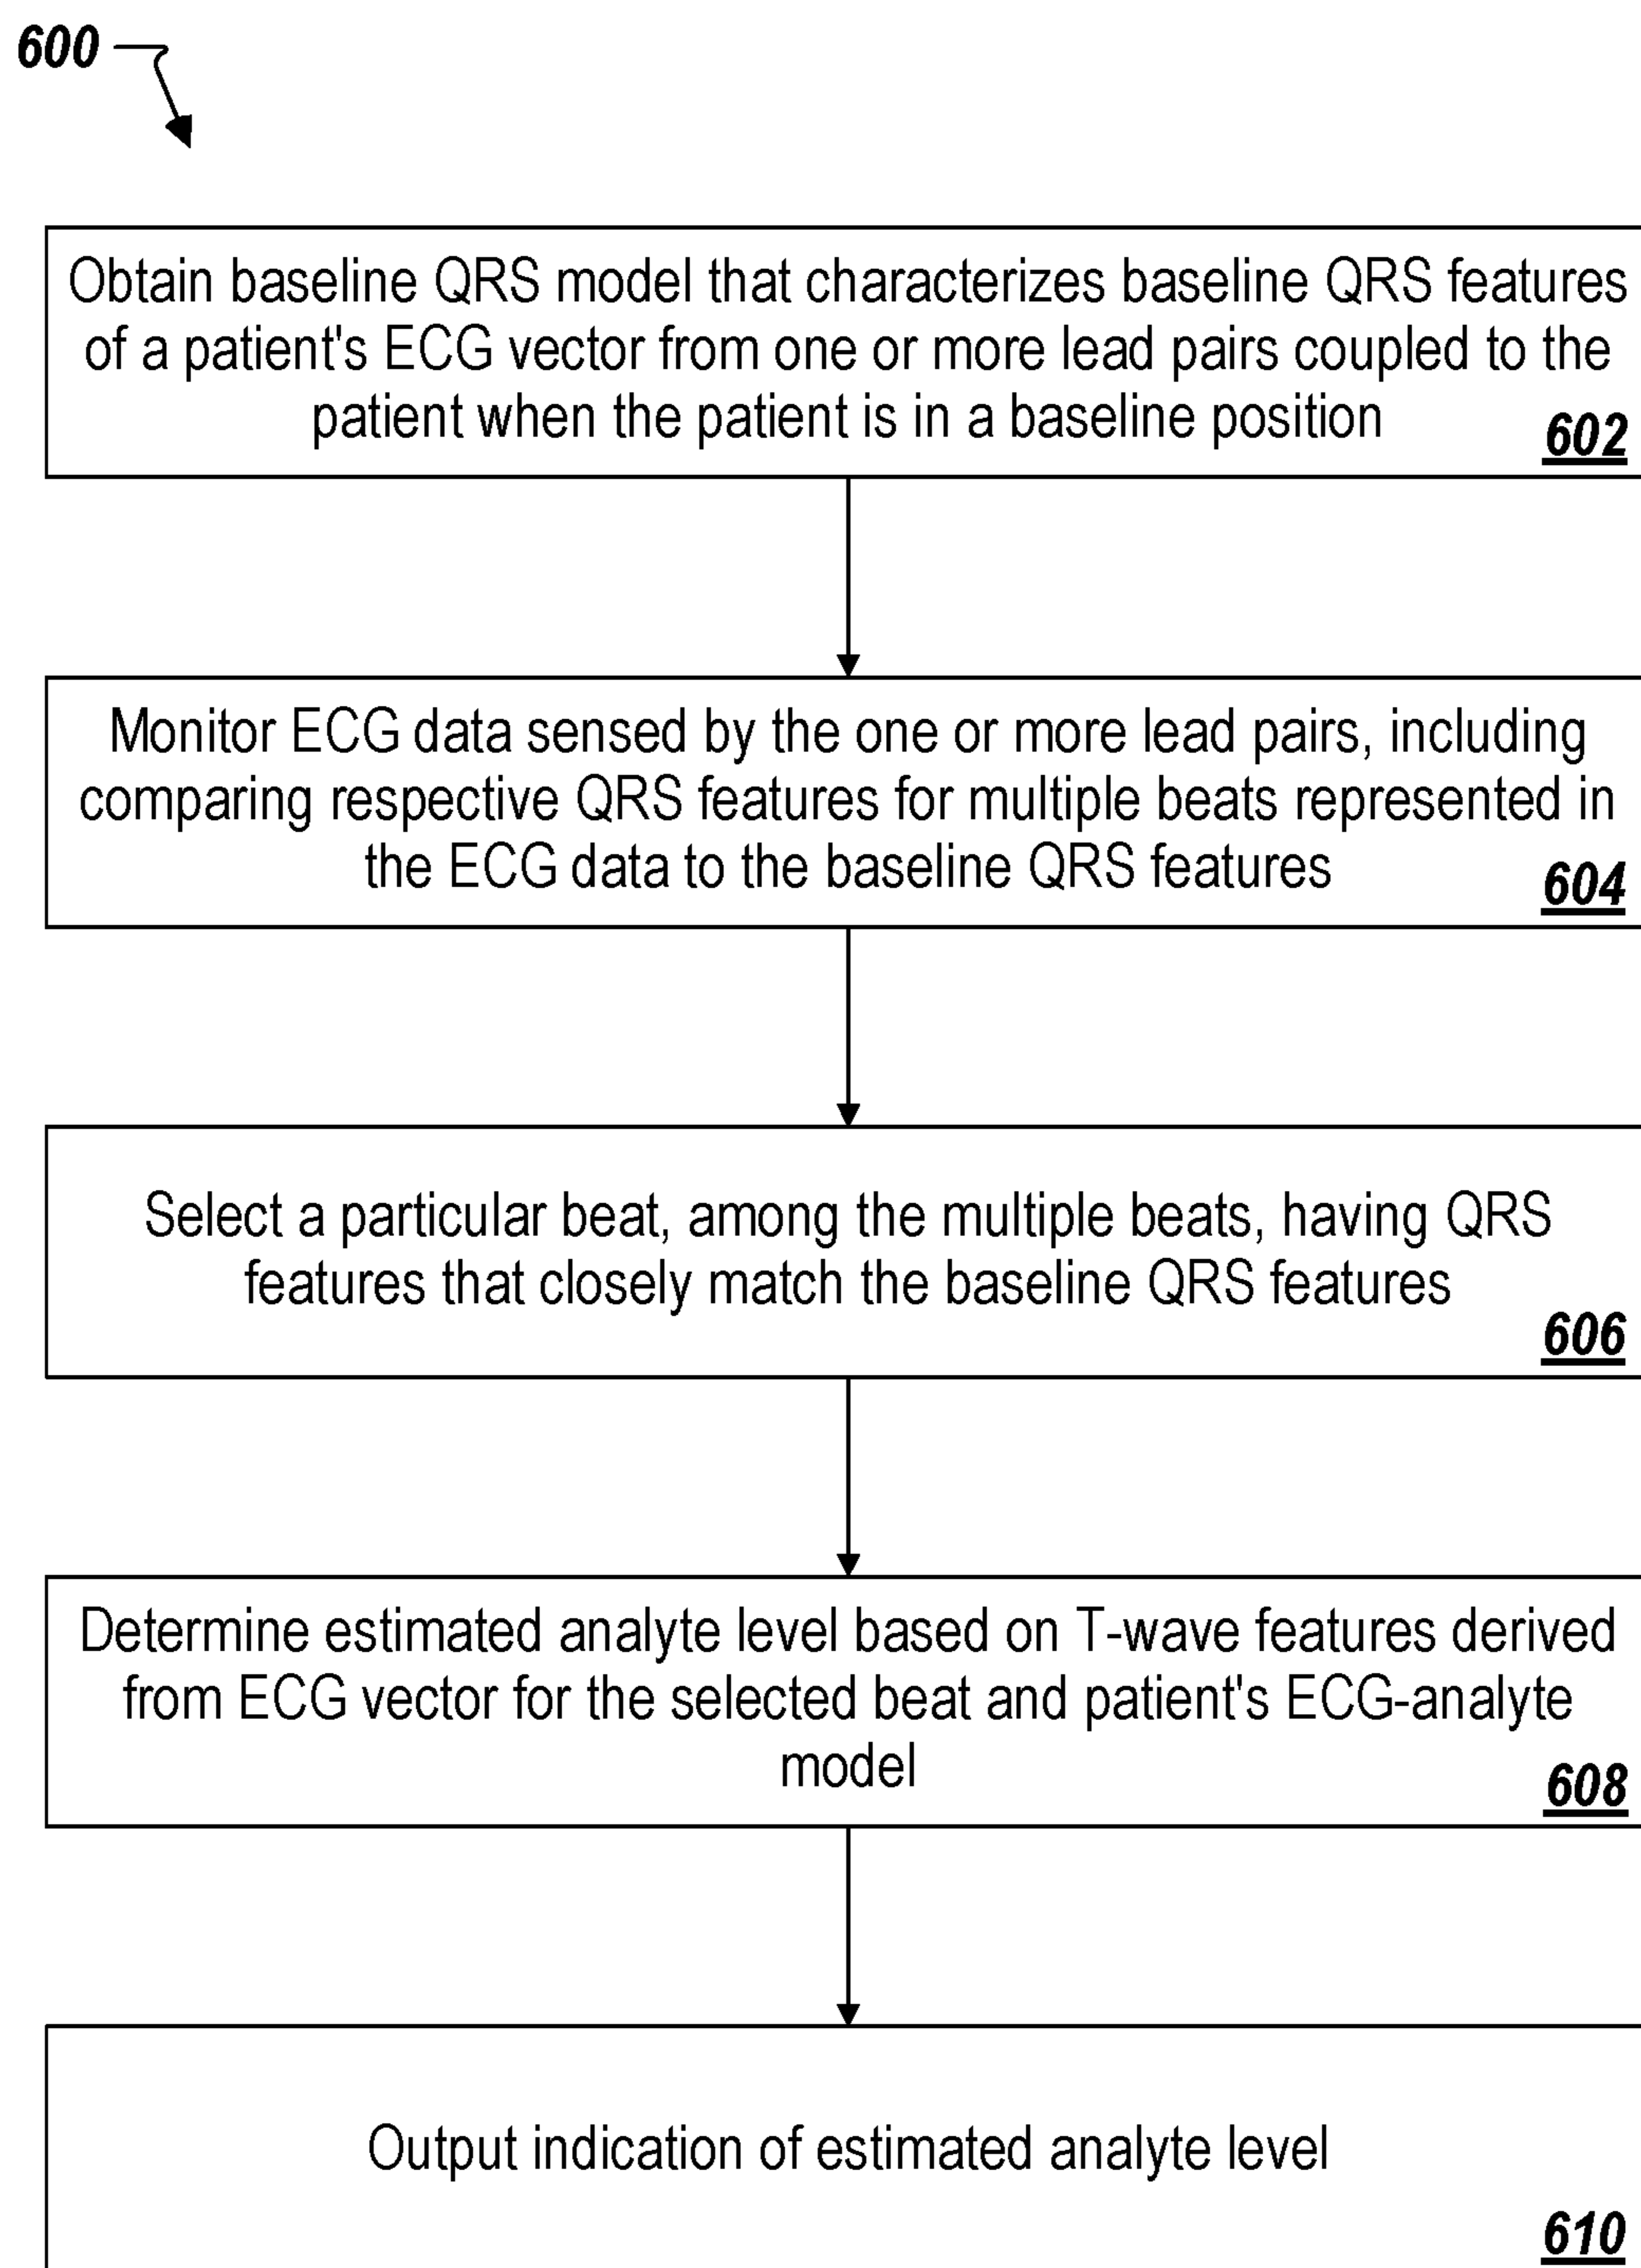 600
Obtain baseline QRS model that characterizes baseline QRS features
of a patient's ECG vector from one or more lead pairs coupled to the
patient when the patient is in a baseline position
602
Monitor ECG data sensed by the one or more lead pairs, including
comparing respective QRS features for multiple beats represented in
the ECG data to the baseline QRS features
604
Select a particular beat, among the multiple beats, having QRS
features that closely match the baseline QRS features
606
Determine estimated analyte level based on T-wave features derived
from ECG vector for the selected beat and patient's ECG-analyte
model
608
Output indication of estimated analyte level
610